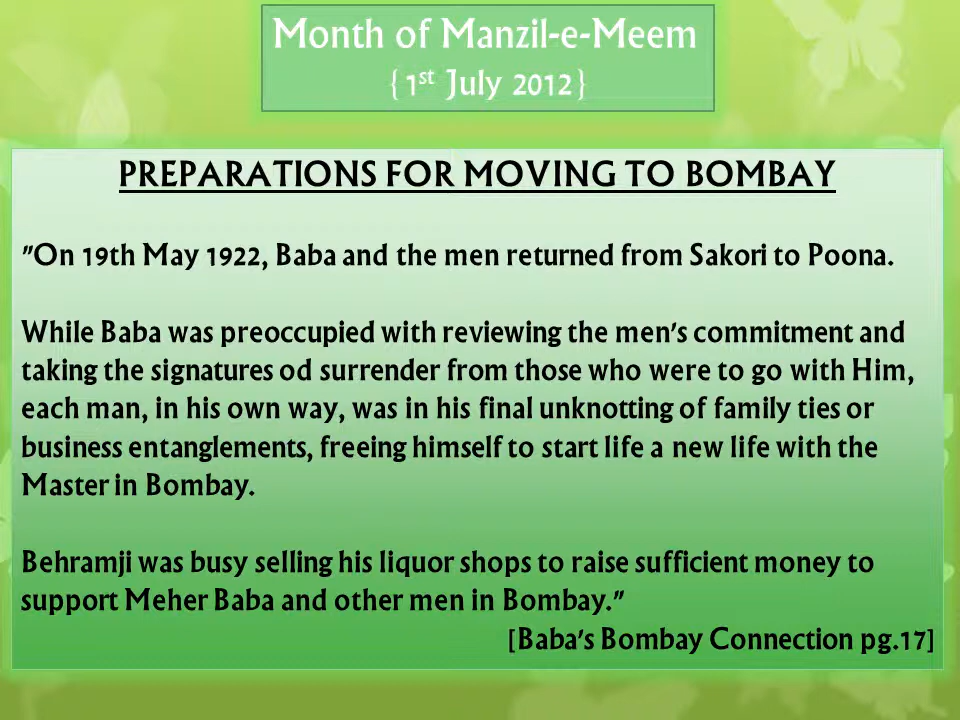 Month of Manzil-e-Meem
{1st July 2012}
PREPARATIONS FOR MOVING TO BOMBAY
"On 19th May 1922, Baba and the men returned from Sakori to Poona.
While Baba was preoccupied with reviewing the men's commitment and
taking the signatures od surrender from those who were to go with Him,
each man, in his own way, was in his final unknotting of family ties or
business entanglements, freeing himself to start life a new life with the
Master in Bombay.
Behramji was busy selling his liquor shops to raise sufficient money to
support Meher Baba and other men in Bombay."
[Baba's Bombay Connection pg.17]